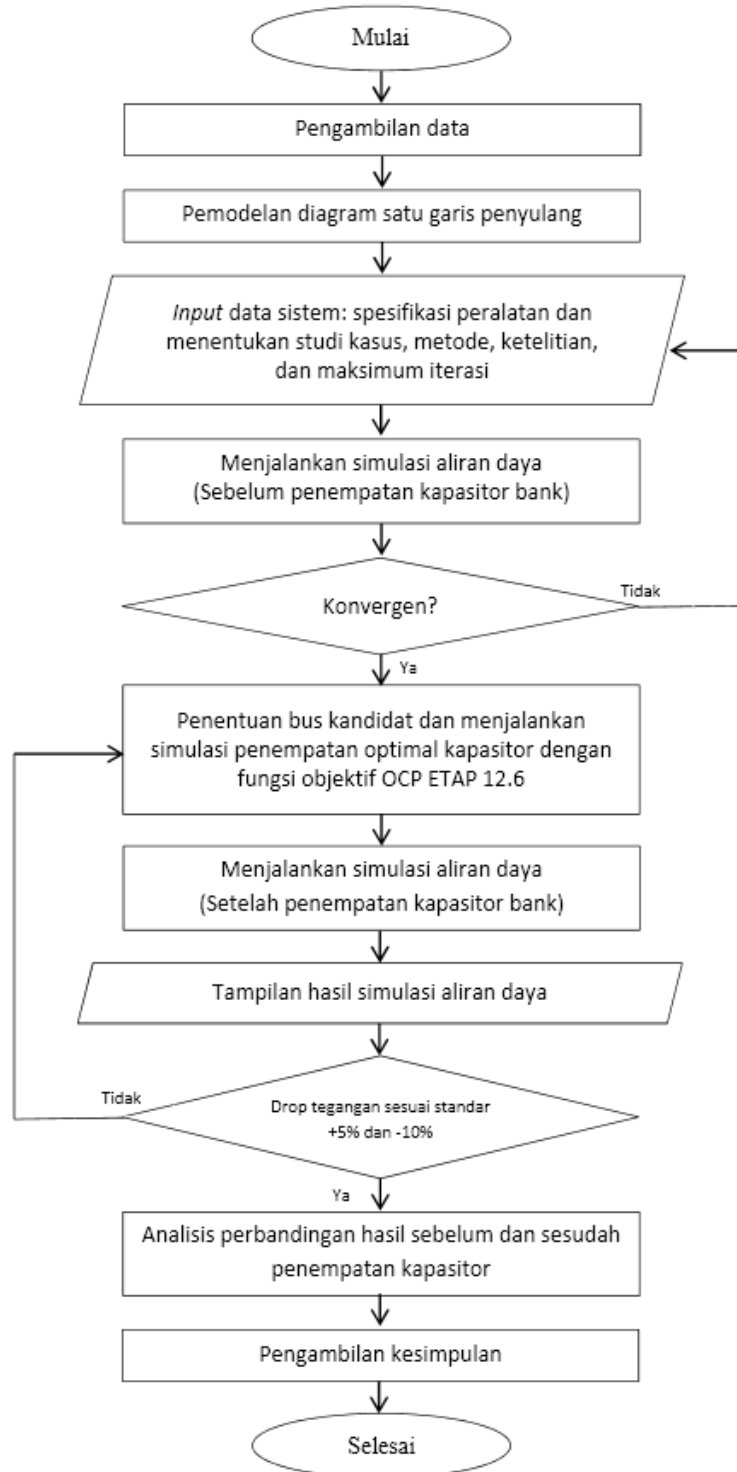 Mulai
Pengambilan data
Pemodelan diagram satu garis penyulang
Input data sistem: spesifikasi peralatan dan
menentukan studi kasus, metode, ketelitian,
dan maksimum iterasi
Menjalankan simulasi aliran daya
(Sebelum penempatan kapasitor bank)
Konvergen?
Tidak
Ya
Penentuan bus kandidat dan menjalankan
simulasi penempatan optimal kapasitor dengan
fungsi objektif OCP ETAP 12.6
Menjalankan simulasi aliran daya
(Setelah penempatan kapasitor bank)
Tampilan hasil simulasi aliran daya
Tidak
Drop tegangan sesuai standar
+5% dan -10%
Ya
Analisis perbandingan hasil sebelum dan sesudah
penempatan kapasitor
Pengambilan kesimpulan
Selesai